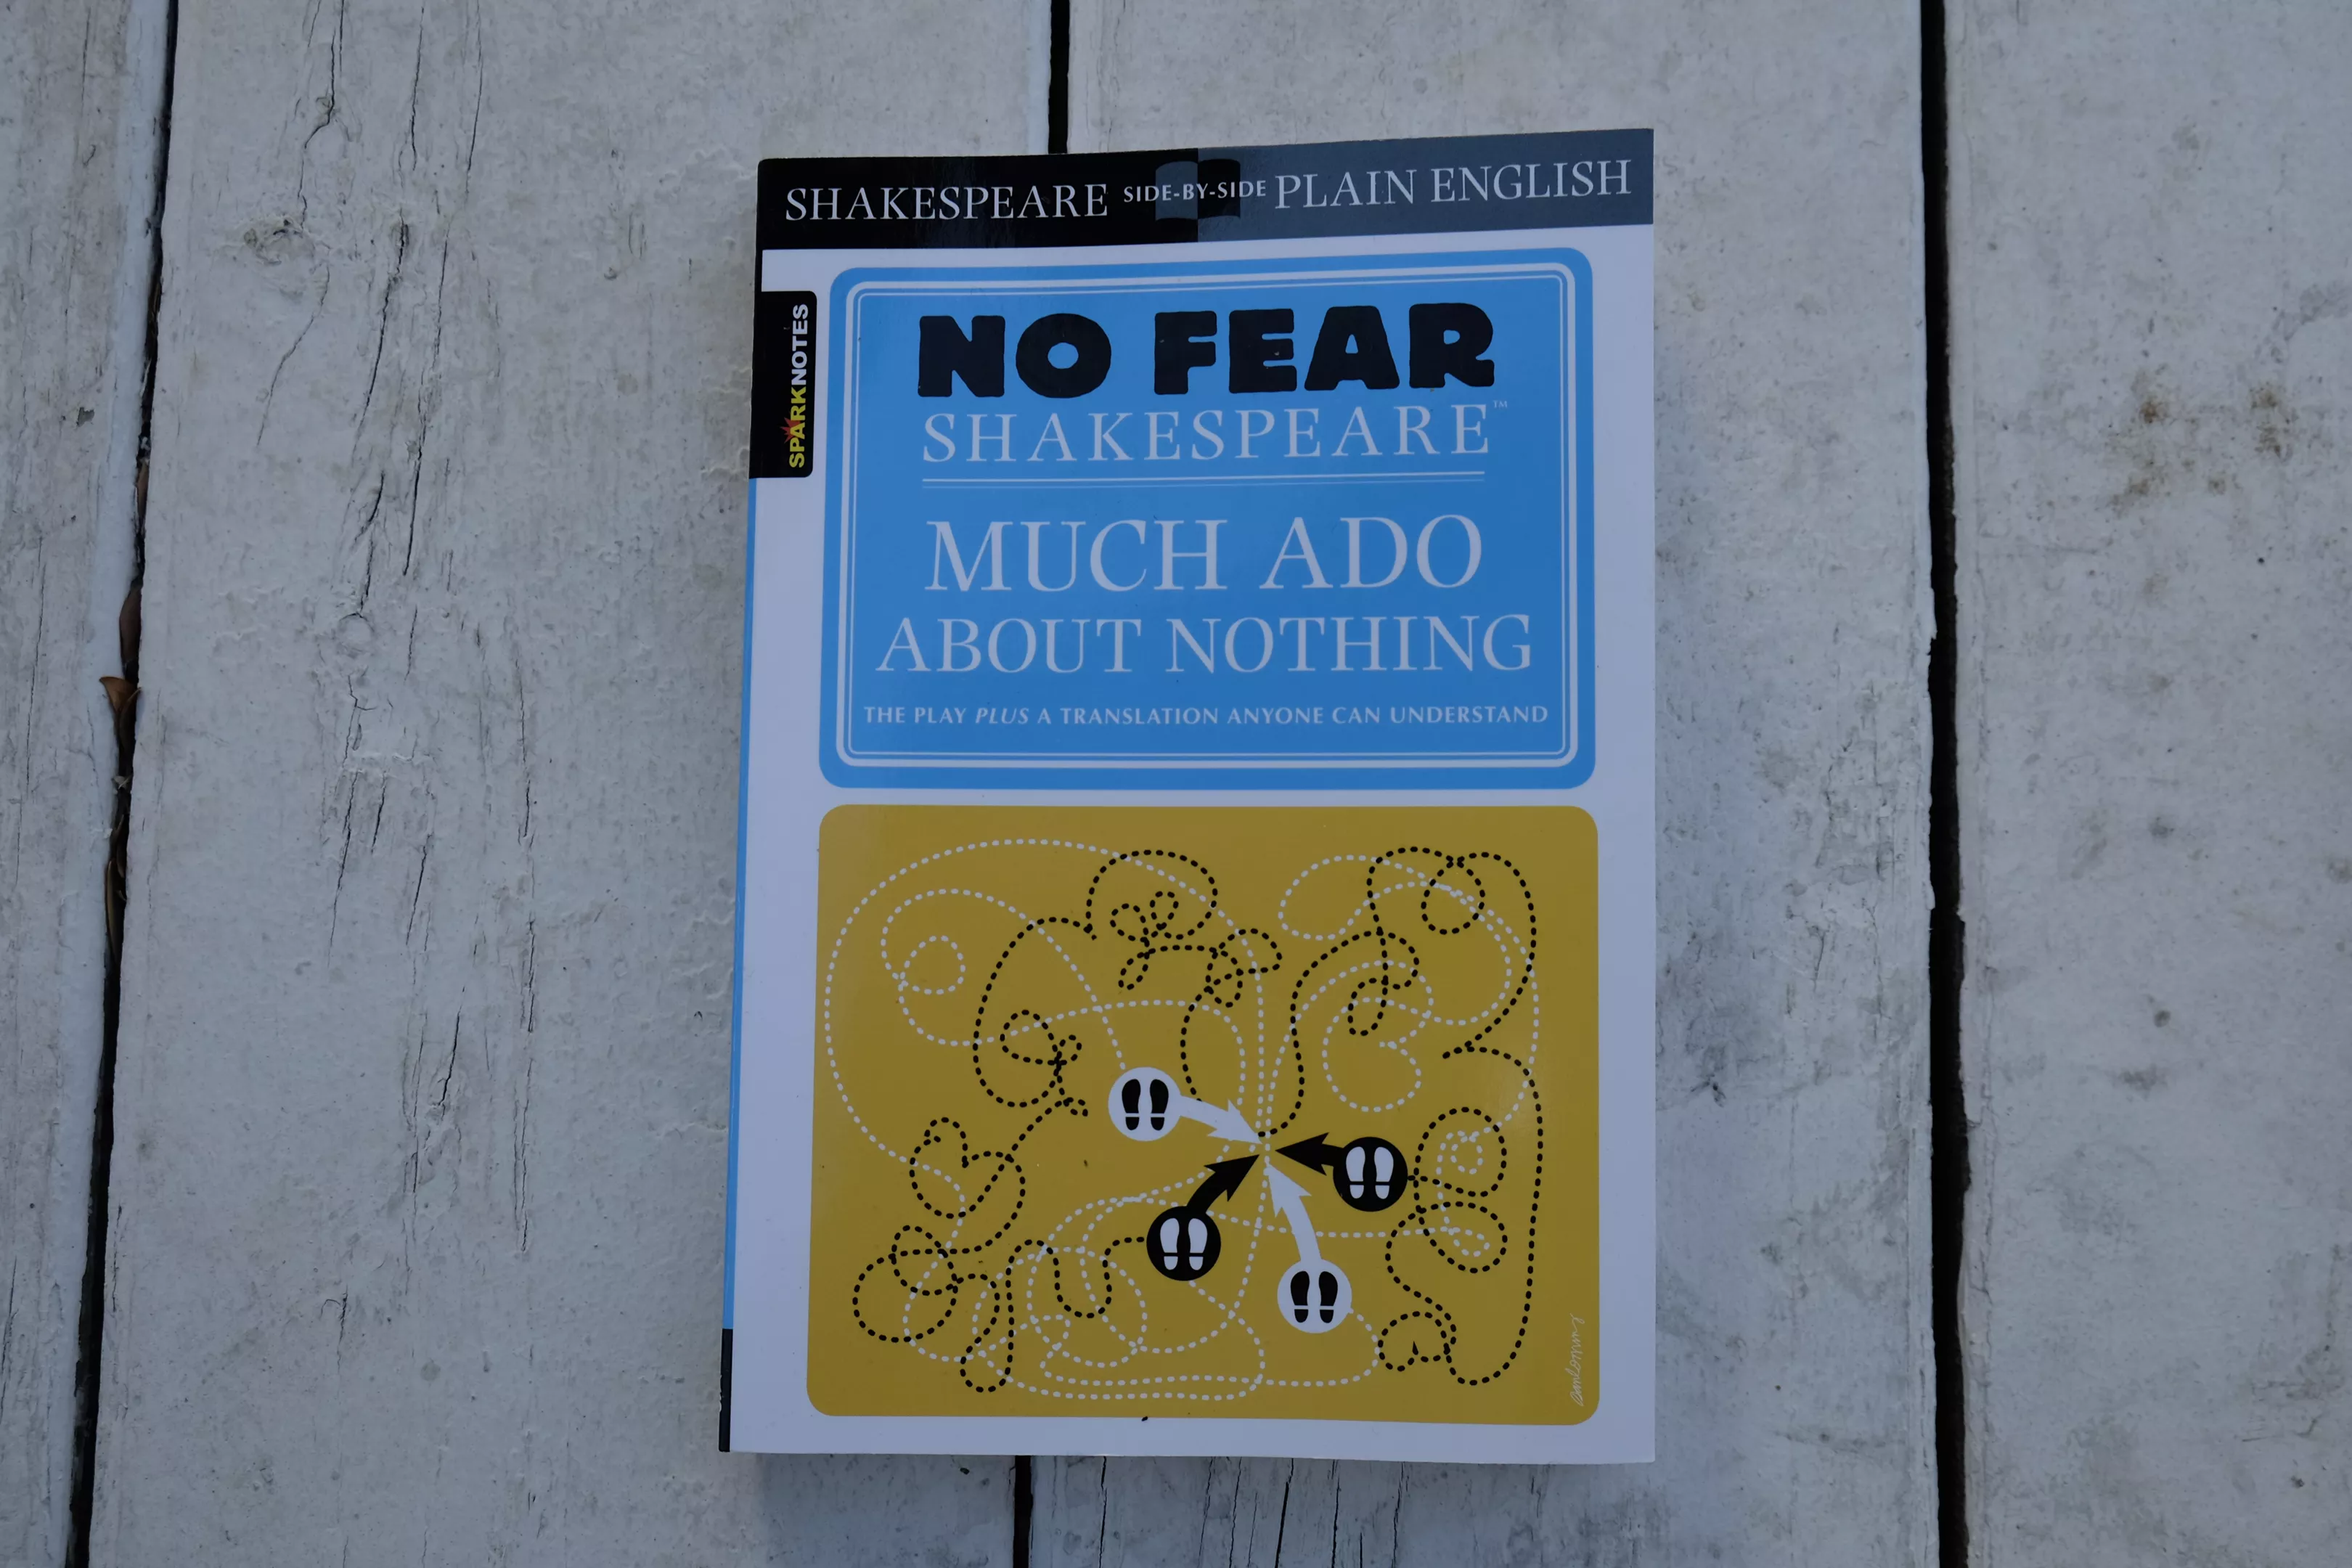 SHAKESPEARE SIDE-BY-SIDE PLAIN ENGLISH
SPARKNOTES
NO FEAR
SHAKESPEARE™
MUCH ADO
ABOUT NOTHING
THE PLAY PLUS A TRANSLATION ANYONE CAN UNDERSTAND